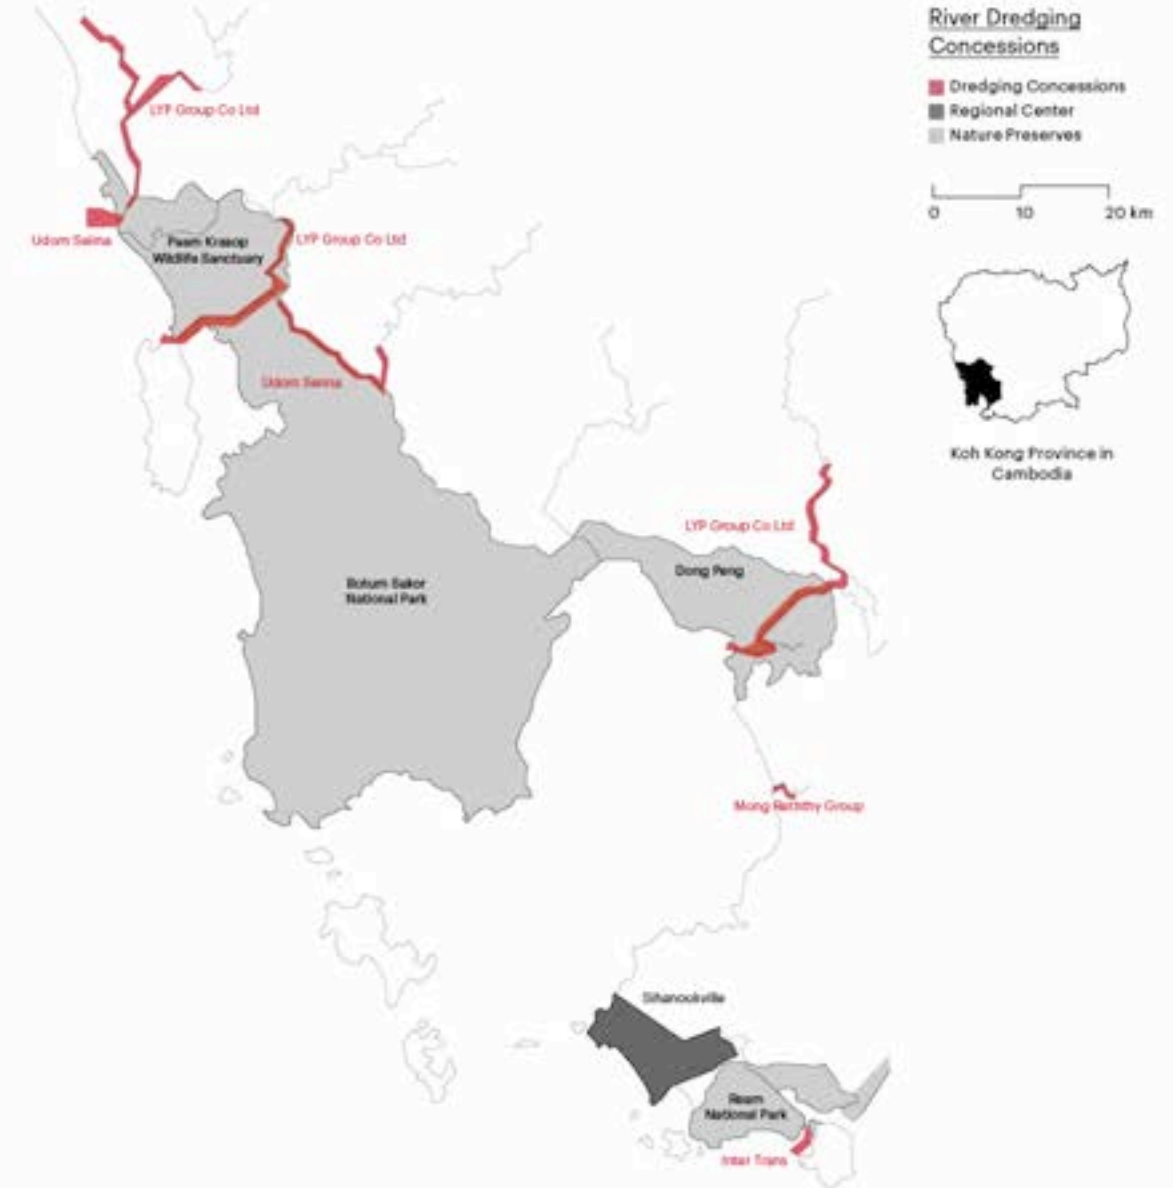 River Dredging
Concessions
Dredging Concessions
Regional Center
Nature Preserves
0 10 20 km
Koh Kong Province in
Cambodia
LYP Group Co Ltd
Udom Seima
Peam Krasop
Wildlife Sanctuary
LYP Group Co Ltd
Udom Seima
LYP Group Co Ltd
Dong Peng
Botum Sakor
National Park
Mong Reththy Group
Sihanoukville
Ream
National Park
Inter Trans